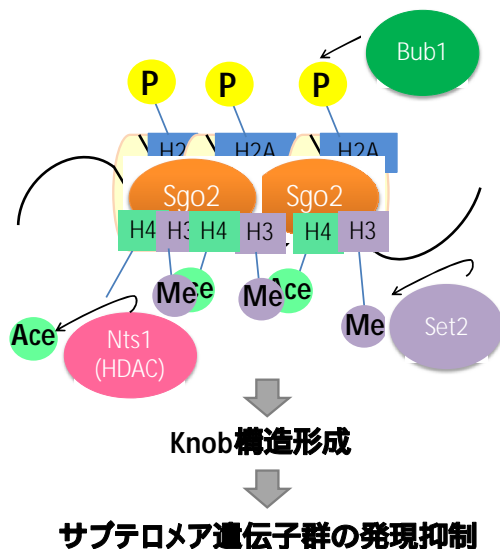 Bub1
P P P
H2 H2A H2A
Sgo2 Sgo2
H4 H3 H4 H3 H4 H3
Me Ace Me Ace Me
Ace
Nts1
(HDAC)
Set2
Knob構造形成
サブテロメア遺伝子群の発現抑制